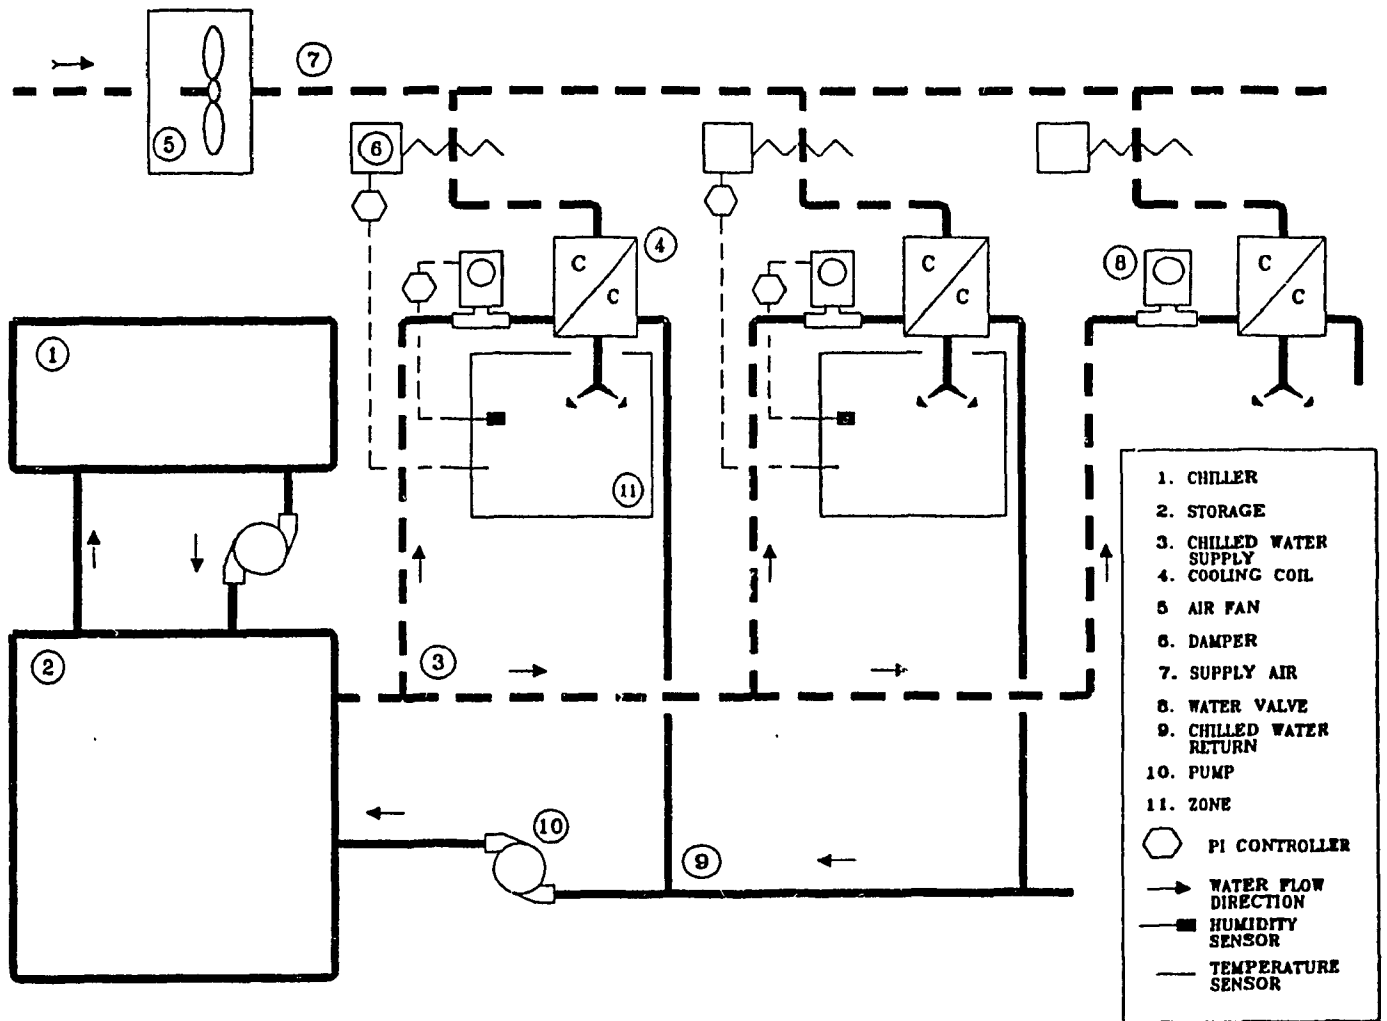 7
5
6
4
8
C
C
C
C
C
C
1
11
2
3
10
9
1. CHILLER
2. STORAGE
3. CHILLED WATER
SUPPLY
4. COOLING COIL
5 AIR FAN
6. DAMPER
7. SUPPLY AIR
8. WATER VALVE
9. CHILLED WATER
RETURN
10. PUMP
11. ZONE
PI CONTROLLER
WATER FLOW
DIRECTION
HUMIDITY
SENSOR
TEMPERATURE
SENSOR